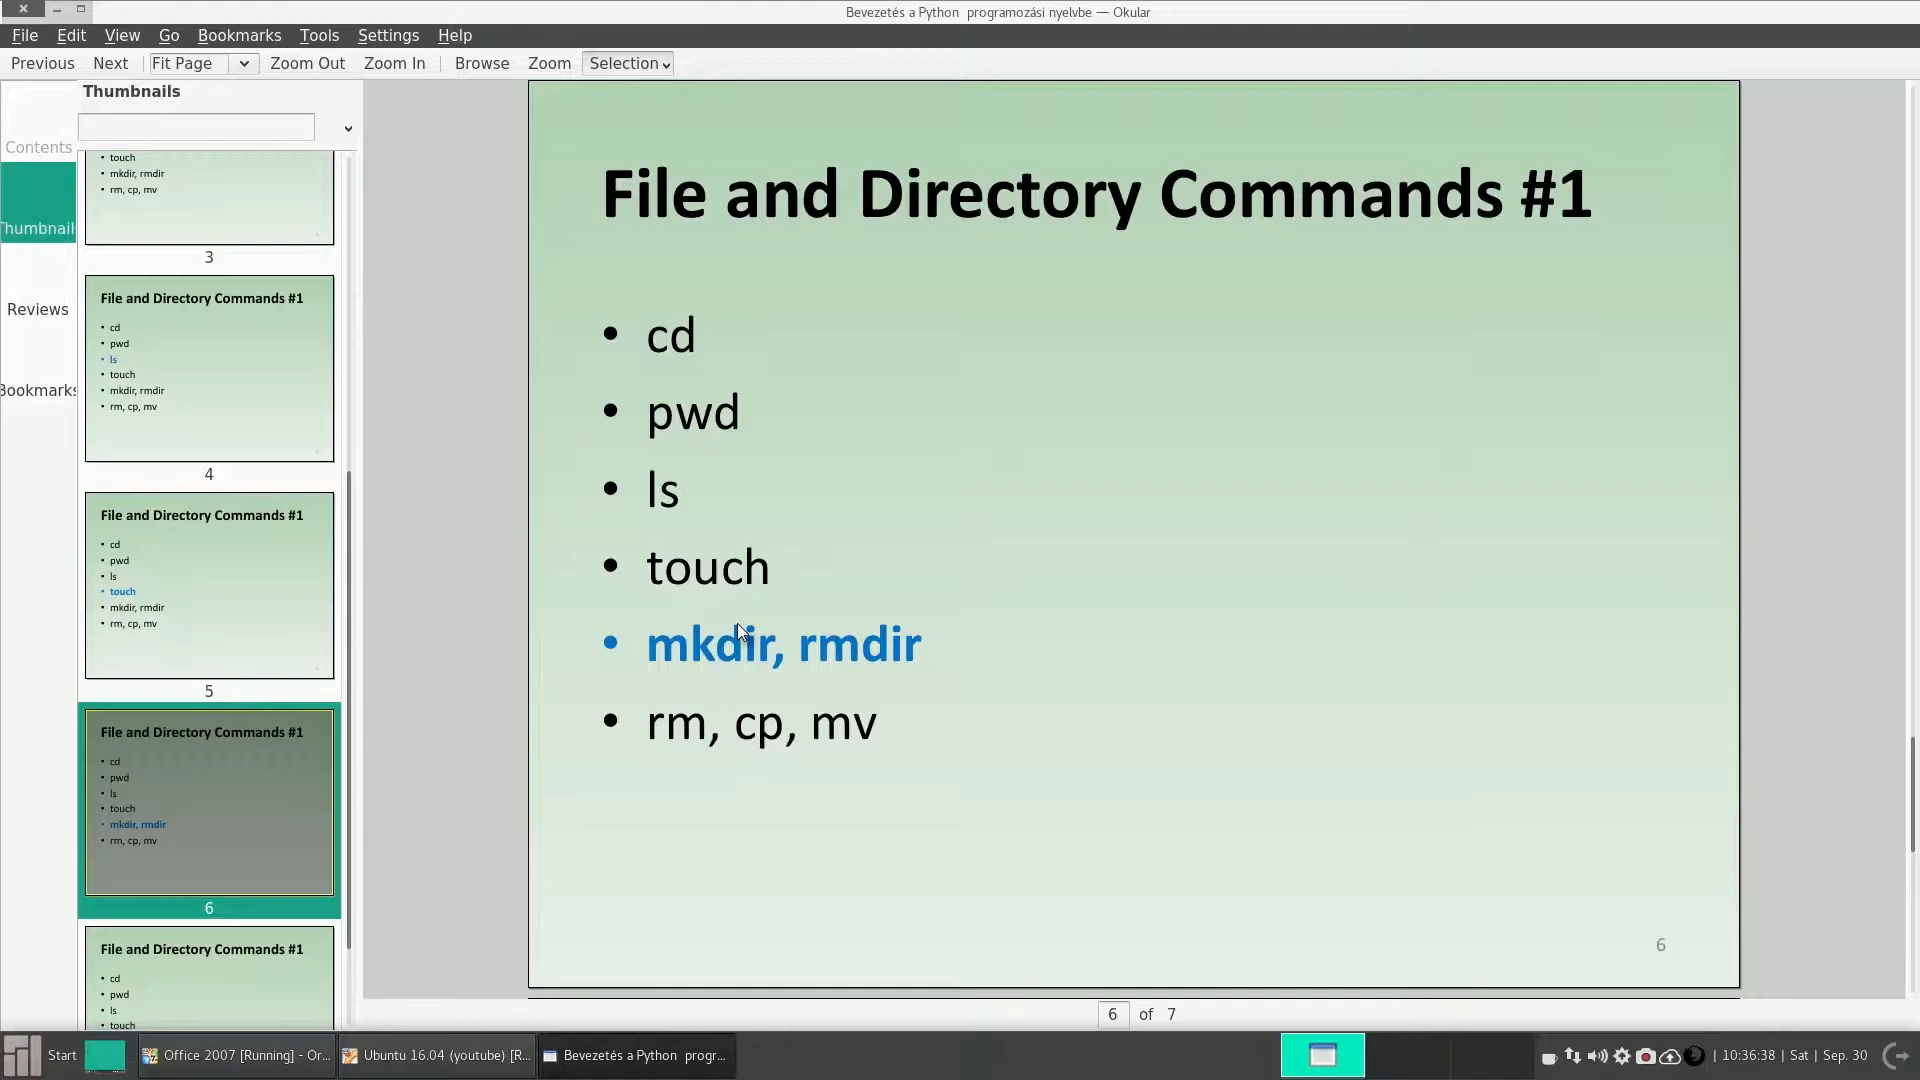 Bevezetés a Python programozási nyelvbe — Okular
File Edit View Go Bookmarks Tools Settings Help
Previous Next Fit Page Zoom Out Zoom In Browse Zoom Selection
Thumbnails
Contents
Thumbnails
Reviews
Bookmarks
• touch
• mkdir, rmdir
• rm, cp, mv
3
File and Directory Commands #1
• cd
• pwd
• ls
• touch
• mkdir, rmdir
• rm, cp, mv
4
File and Directory Commands #1
• cd
• pwd
• ls
• touch
• mkdir, rmdir
• rm, cp, mv
5
File and Directory Commands #1
• cd
• pwd
• ls
• touch
• mkdir, rmdir
• rm, cp, mv
6
File and Directory Commands #1
• cd
• pwd
• ls
• touch
File and Directory Commands #1
• cd
• pwd
• ls
• touch
• mkdir, rmdir
• rm, cp, mv
6
6 of 7
Start Office 2007 [Running] - Or... Ubuntu 16.04 (youtube) [R... Bevezetés a Python progr... | 10:36:38 | Sat | Sep. 30